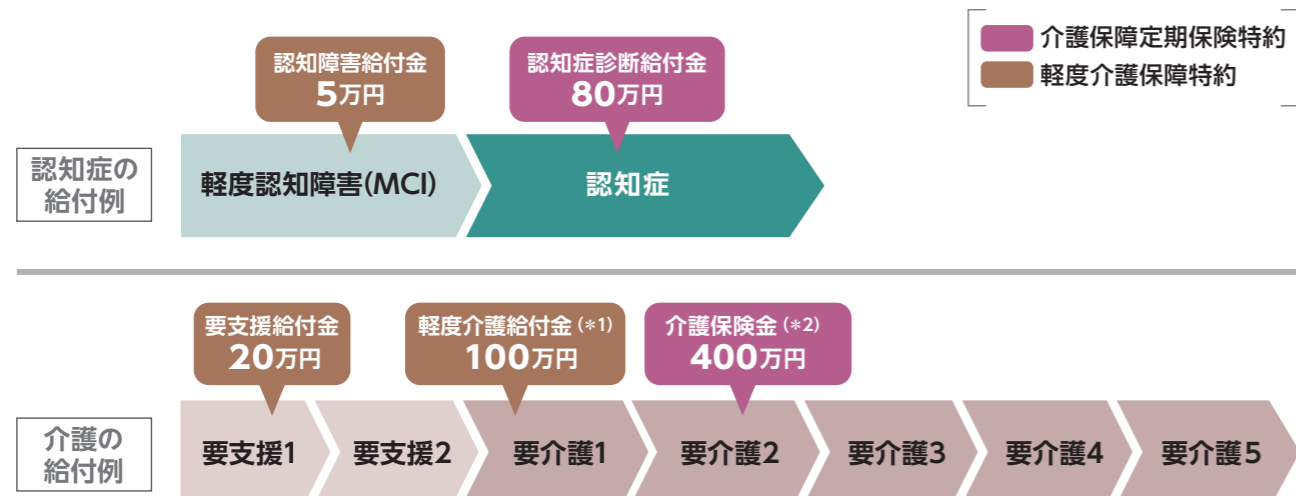 介護保障定期保険特約
軽度介護保障特約
認知障害給付金
5万円
認知症診断給付金
80万円
認知症の
給付例
軽度認知障害(MCI)
認知症
要支援給付金
20万円
軽度介護給付金(*1)
100万円
介護保険金(*2)
400万円
介護の
給付例
要支援1
要支援2
要介護1
要介護2
要介護3
要介護4
要介護5